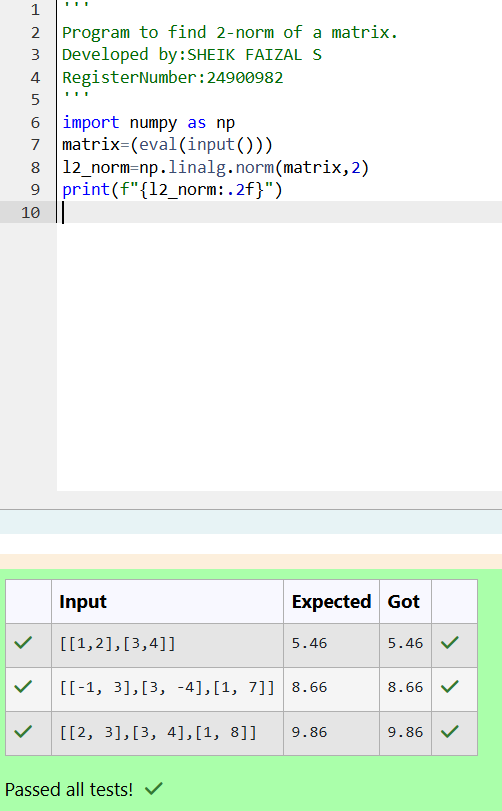 1 '''
2 Program to find 2-norm of a matrix.
3 Developed by:SHEIK FAIZAL S
4 RegisterNumber:24900982
5 '''
6 import numpy as np
7 matrix=(eval(input()))
8 l2_norm=np.linalg.norm(matrix,2)
9 print(f"{l2_norm:.2f}")
10
Input Expected Got
[[1,2],[3,4]] 5.46 5.46
[[-1, 3],[3, -4],[1, 7]] 8.66 8.66
[[2, 3],[3, 4],[1, 8]] 9.86 9.86
Passed all tests!